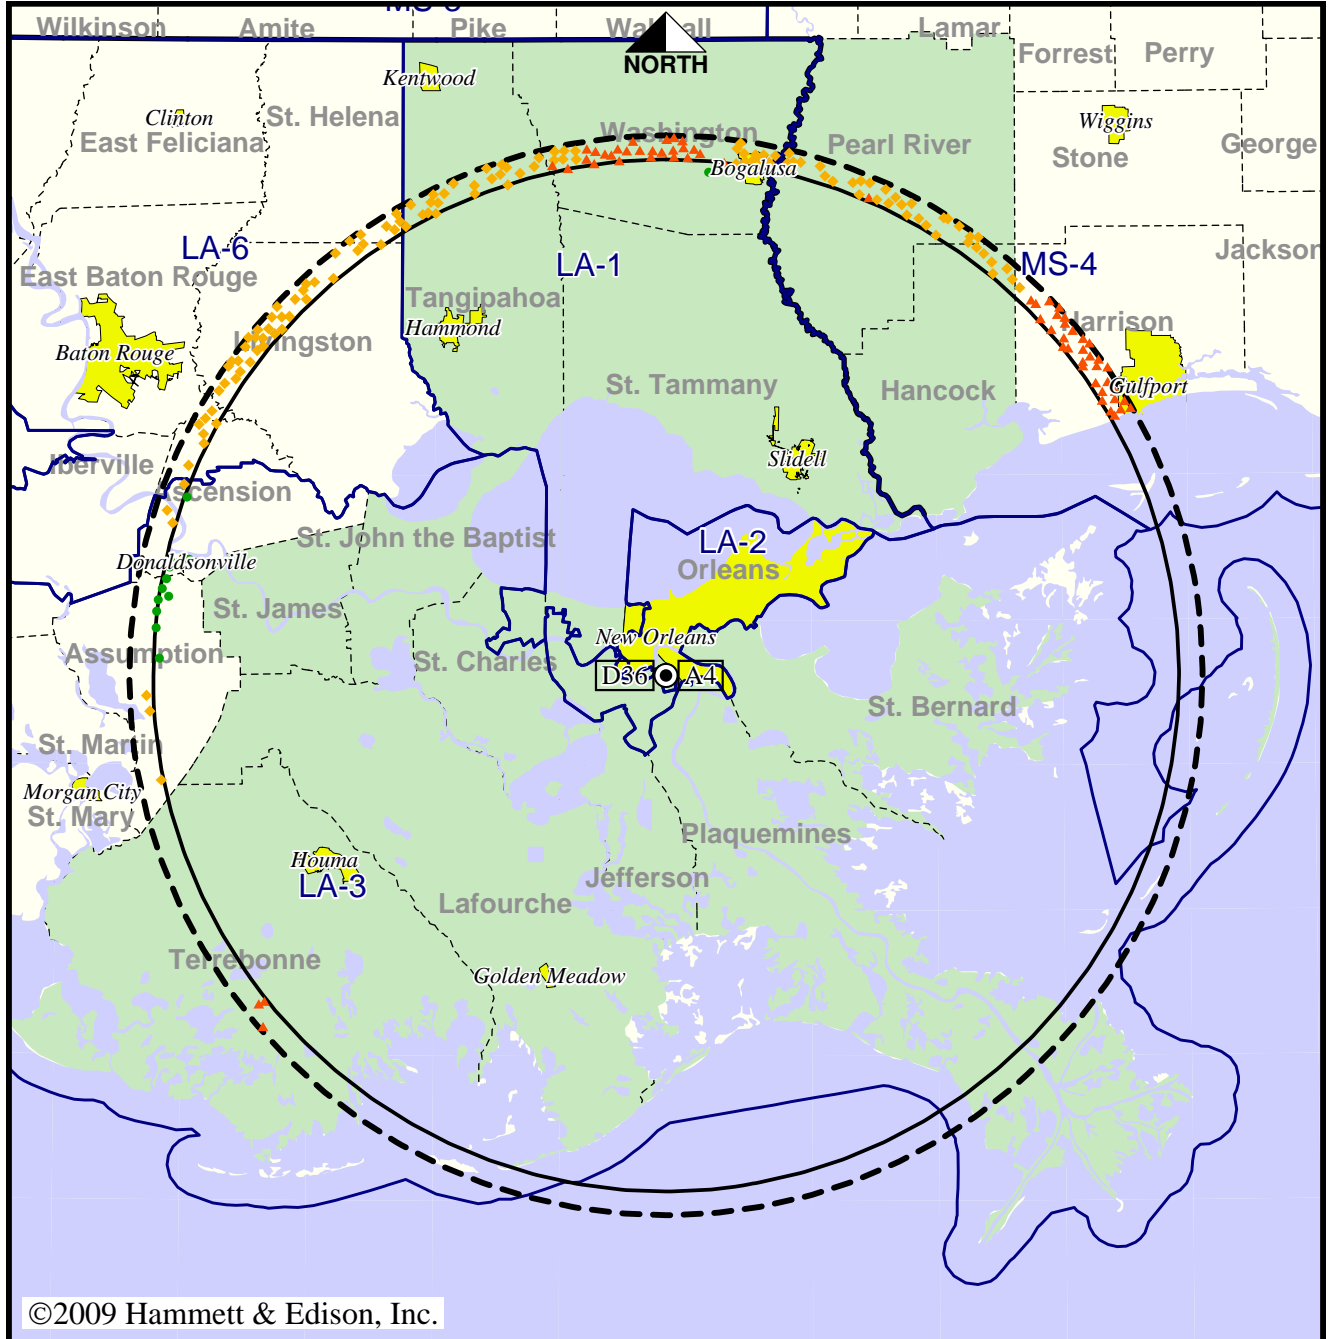 MS-3
Wilkinson
Amite
Pike
Lamar
NORTH
Forrest
Perry
Kentwood
Clinton
St. Helena
East Feliciana
Washington
Pearl River
Wiggins
Stone
George
Bogalusa
LA-6
LA-1
MS-4
Jackson
East Baton Rouge
Tangipahoa
Hammond
Livingston
Harrison
Baton Rouge
St. Tammany
Hancock
Gulfport
Slidell
Iberville
Ascension
St. John the Baptist
LA-2
Orleans
Donaldsonville
St. James
New Orleans
Assumption
St. Charles
D36
A4
St. Bernard
St. Martin
Morgan City
St. Mary
Plaquemines
Houma
LA-3
Jefferson
Lafourche
Terrebonne
Golden Meadow
©2009 Hammett & Edison, Inc.